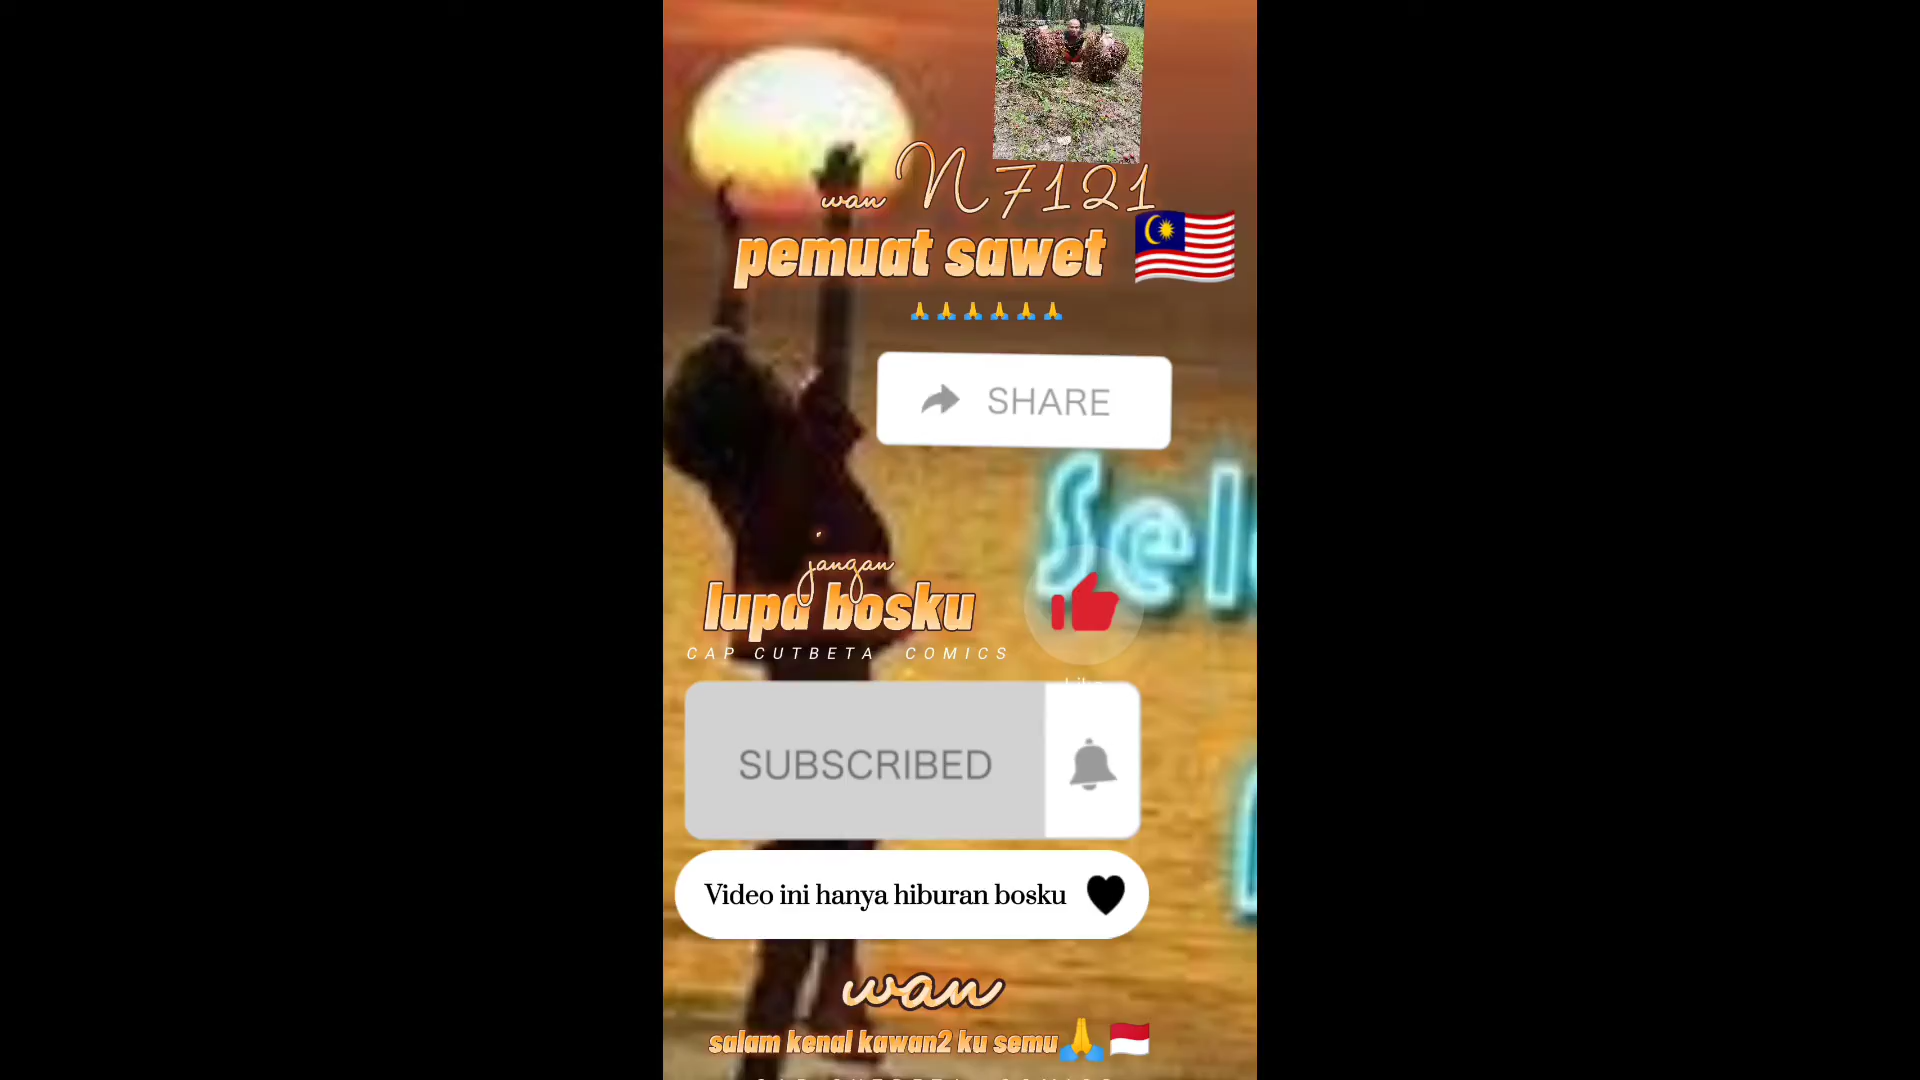 wan N7121
pemuat sawet
SHARE
Sel
jangan
lupa bosku
CAP CUTBETA COMICS
SUBSCRIBED
Video ini hanya hiburan bosku
wan
salam kenal kawan2 ku semu